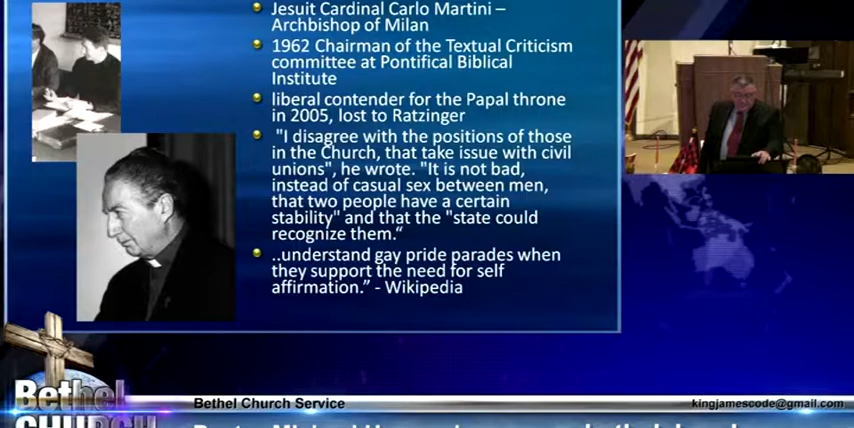 Jesuit Cardinal Carlo Martini –
Archbishop of Milan
1962 Chairman of the Textual Criticism
committee at Pontifical Biblical
Institute
liberal contender for the Papal throne
in 2005, lost to Ratzinger
"I disagree with the positions of those
in the Church, that take issue with civil
unions", he wrote. "It is not bad,
instead of casual sex between men,
that two people have a certain
stability" and that the "state could
recognize them.“
..understand gay pride parades when
they support the need for self
affirmation.” - Wikipedia
Bethel
CHURCH
Bethel Church Service
kingjamescode@gmail.com